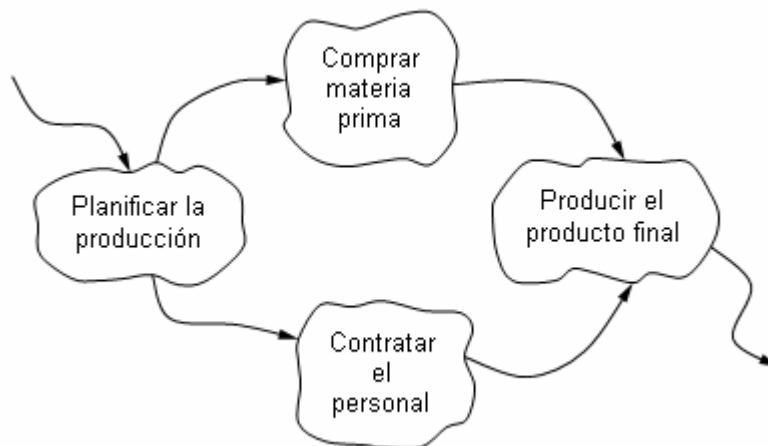 Comprar
materia
prima
Planificar la
producción
Producir el
producto final
Contratar
el
personal